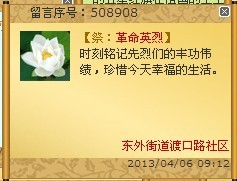 留言序号：508908
【祭：革命英烈】
时刻铭记先烈们的丰功伟
绩，珍惜今天幸福的生活。
东外街道渡口路社区
2013/04/06 09:12